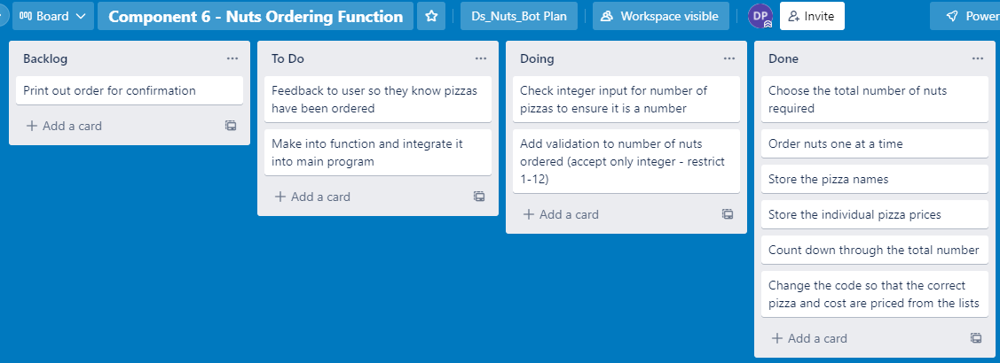 Board
Component 6 - Nuts Ordering Function
Ds_Nuts_Bot Plan
Workspace visible
DP
Invite
Power
Backlog
Print out order for confirmation
Add a card
To Do
Feedback to user so they know pizzas
have been ordered
Make into function and integrate it
into main program
Add a card
Doing
Check integer input for number of
pizzas to ensure it is a number
Add validation to number of nuts
ordered (accept only integer - restrict
1-12)
Add a card
Done
Choose the total number of nuts
required
Order nuts one at a time
Store the pizza names
Store the individual pizza prices
Count down through the total number
Change the code so that the correct
pizza and cost are priced from the lists
Add a card